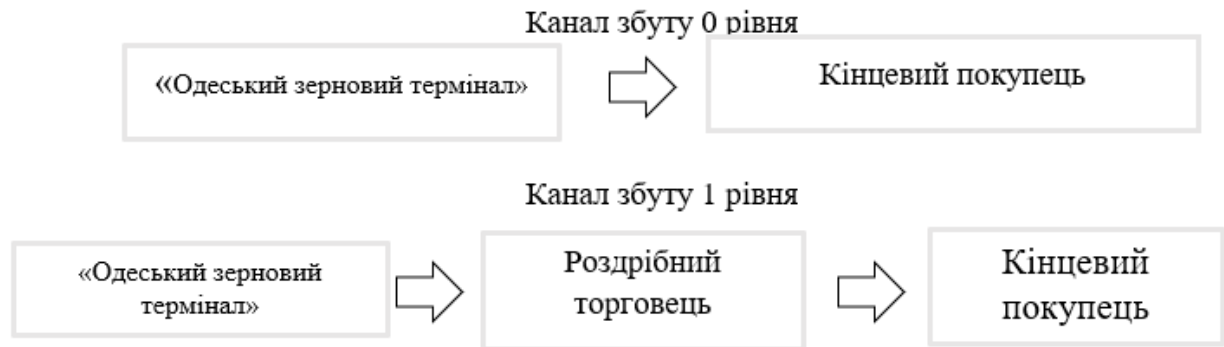 Канал збуту 0 рівня
«Одеський зерновий термінал»
Кінцевий покупець
Канал збуту 1 рівня
«Одеський зерновий
термінал»
Роздрібний
торговець
Кінцевий
покупець